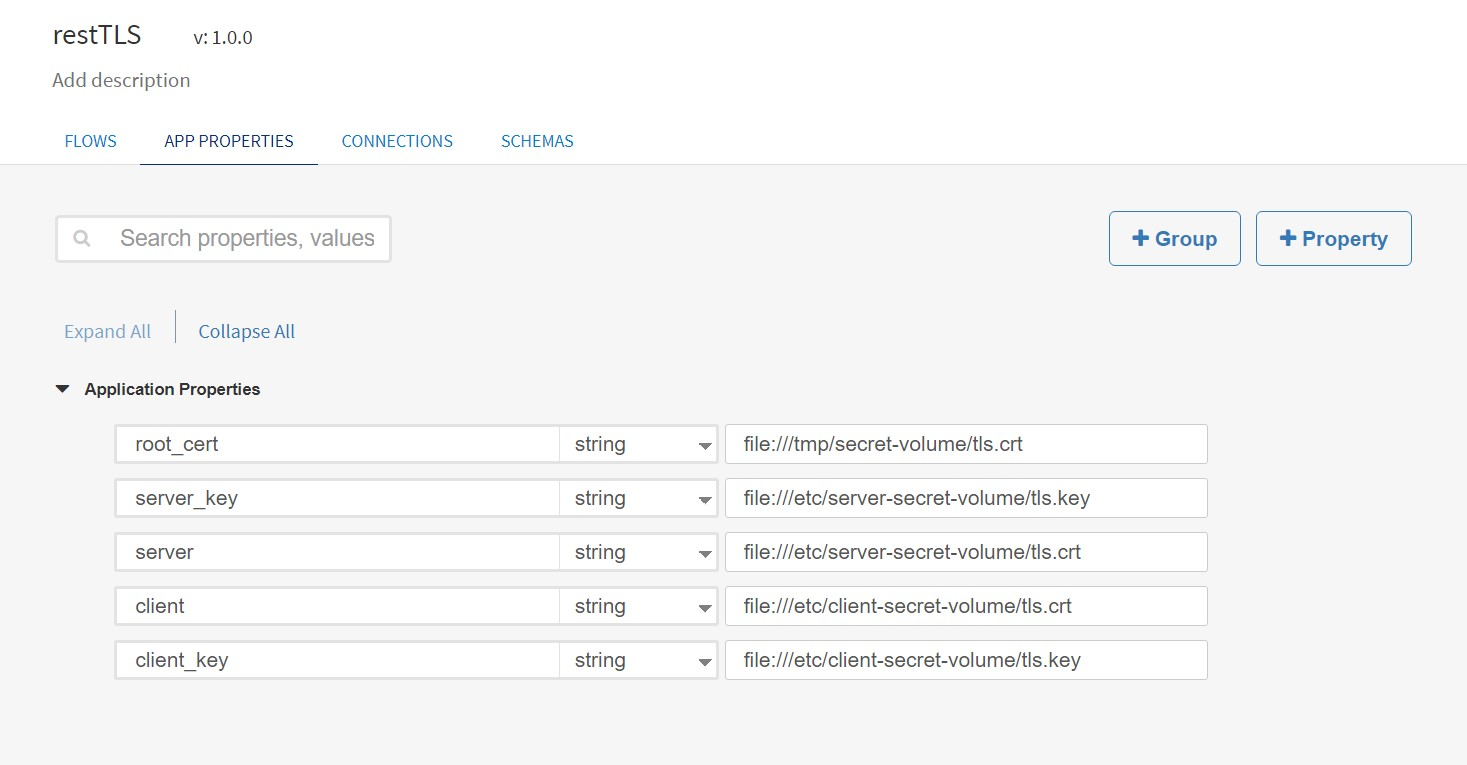 restTLS v: 1.0.0
Add description
FLOWS APP PROPERTIES CONNECTIONS SCHEMAS
Search properties, values
+ Group + Property
Expand All Collapse All
Application Properties
root_cert string file:///tmp/secret-volume/tls.crt
server_key string file:///etc/server-secret-volume/tls.key
server string file:///etc/server-secret-volume/tls.crt
client string file:///etc/client-secret-volume/tls.crt
client_key string file:///etc/client-secret-volume/tls.key